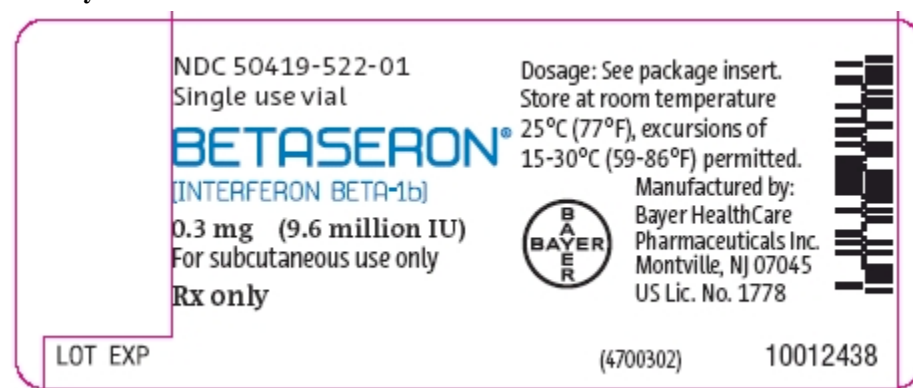 NDC 50419-522-01
Single use vial
BETASERON®
[INTERFERON BETA-1b]
0.3 mg (9.6 million IU)
For subcutaneous use only
Rx only
Dosage: See package insert.
Store at room temperature
25°C (77°F), excursions of
15-30°C (59-86°F) permitted.
Manufactured by:
Bayer HealthCare
Pharmaceuticals Inc.
Montville, NJ 07045
US Lic. No. 1778
BAYER
BAYER
LOT EXP
(4700302)
10012438